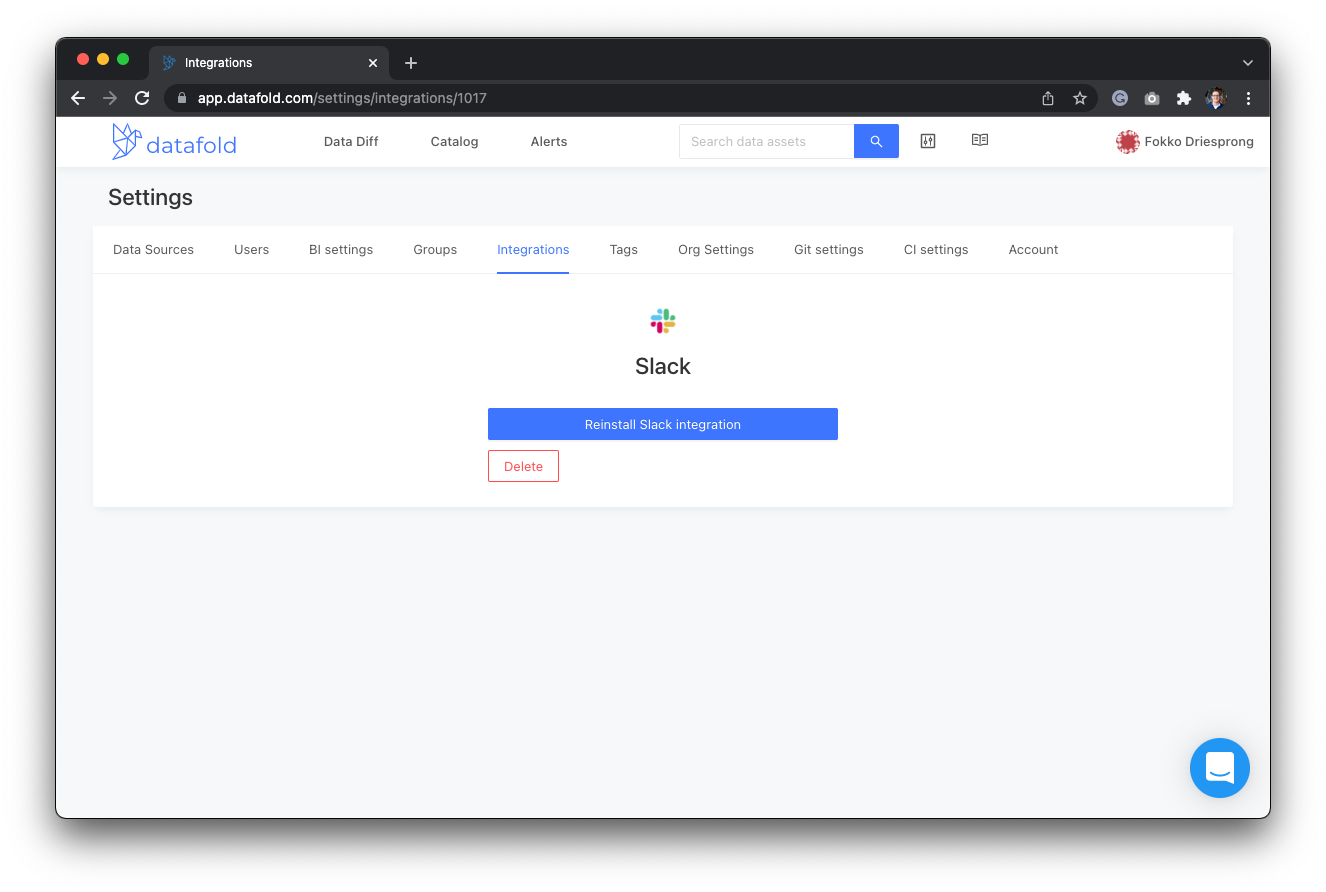 Integrations
app.datafold.com/settings/integrations/1017
datafold Data Diff Catalog Alerts Search data assets Fokko Driesprong
Settings
Data Sources Users BI settings Groups Integrations Tags Org Settings Git settings CI settings Account
Slack
Reinstall Slack integration
Delete